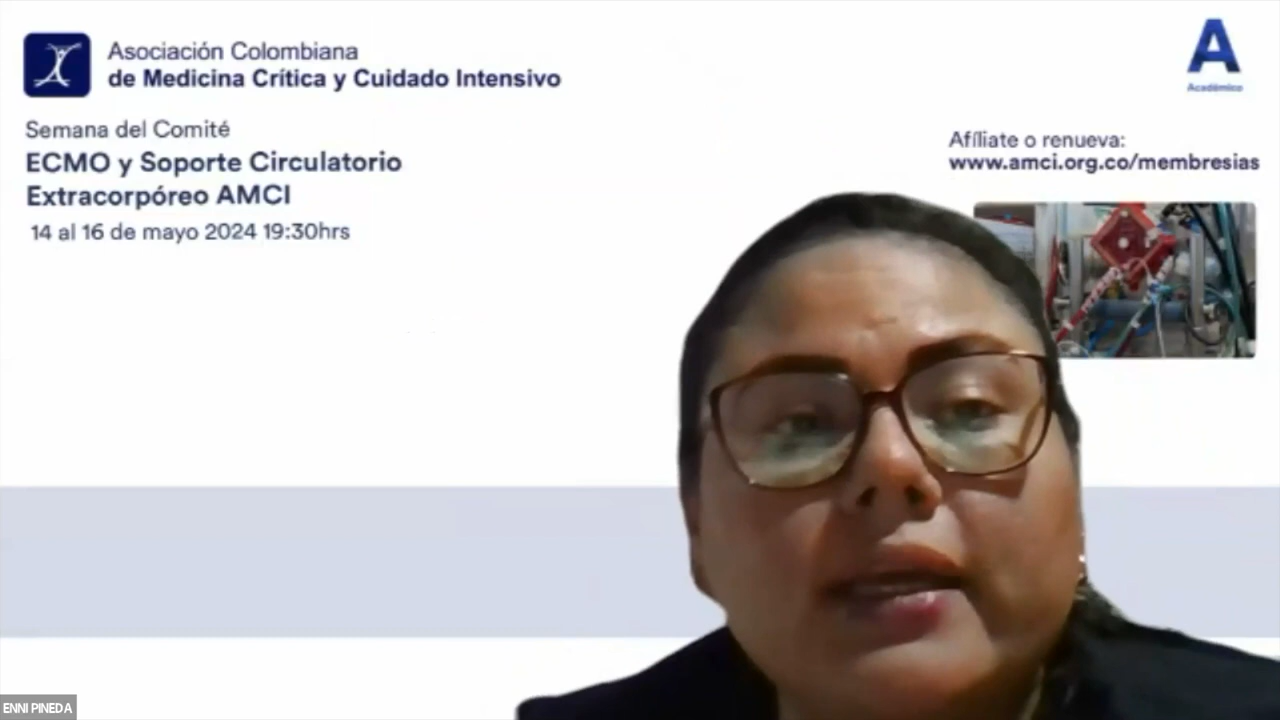 Asociación Colombiana
de Medicina Crítica y Cuidado Intensivo
A
Académico
Semana del Comité
ECMO y Soporte Circulatorio
Extracorpóreo AMCI
14 al 16 de mayo 2024 19:30hrs
Afíliate o renueva:
www.amci.org.co/membresias
ENNI PINEDA